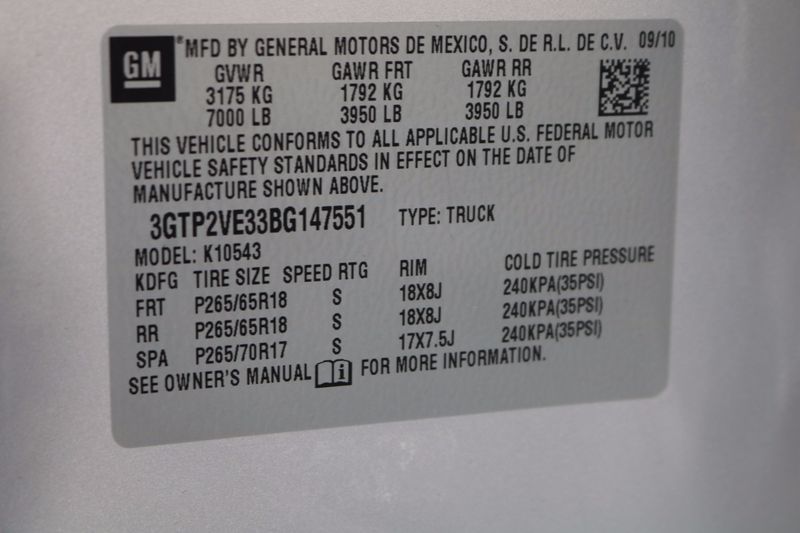 GM ®MFD BY GENERAL MOTORS DE MEXICO, S. DE R.L. DE C.V. 09/10
GVWR GAWR FRT GAWR RR
3175 KG 1792 KG 1792 KG
7000 LB 3950 LB 3950 LB
THIS VEHICLE CONFORMS TO ALL APPLICABLE U.S. FEDERAL MOTOR
VEHICLE SAFETY STANDARDS IN EFFECT ON THE DATE OF
MANUFACTURE SHOWN ABOVE.
3GTP2VE33BG147551 TYPE: TRUCK
MODEL: K10543
KDFG TIRE SIZE SPEED RTG RIM COLD TIRE PRESSURE
FRT P265/65R18 S 18X8J 240KPA(35PSI)
RR P265/65R18 S 18X8J 240KPA(35PSI)
SPA P265/70R17 S 17X7.5J 240KPA(35PSI)
SEE OWNER'S MANUAL i FOR MORE INFORMATION.